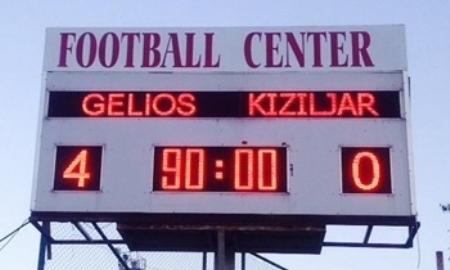 FOOTBALL CENTER
GELIOS KIZILJAR
4 90:00 0